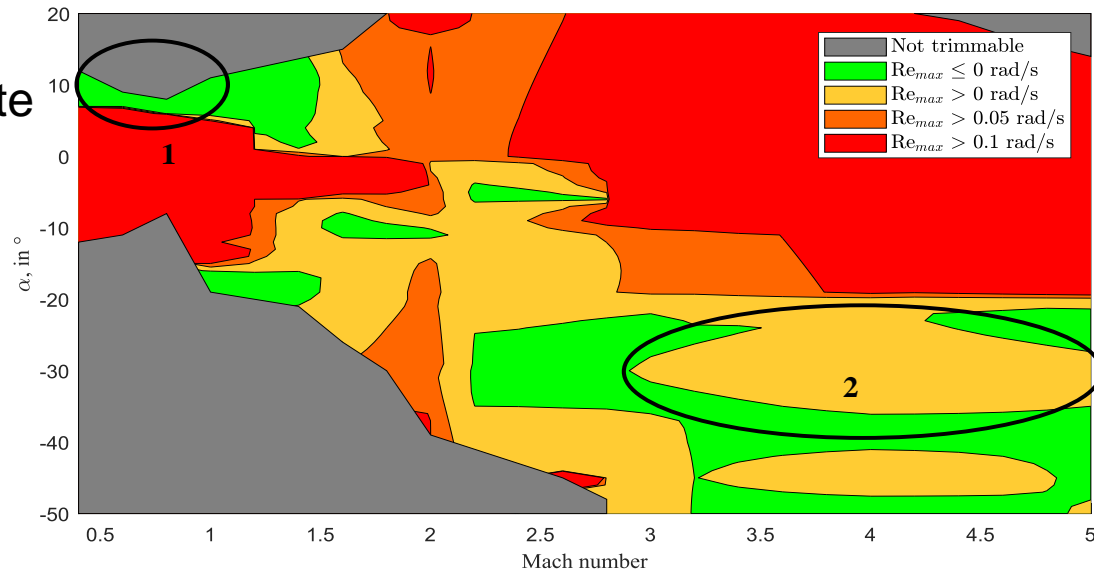 20
10
0
-10
-20
-30
-40
-50
α, in °
te
1
2
Not trimmable
Re_max ≤ 0 rad/s
Re_max > 0 rad/s
Re_max > 0.05 rad/s
Re_max > 0.1 rad/s
0.5 1 1.5 2 2.5 3 3.5 4 4.5 5
Mach number